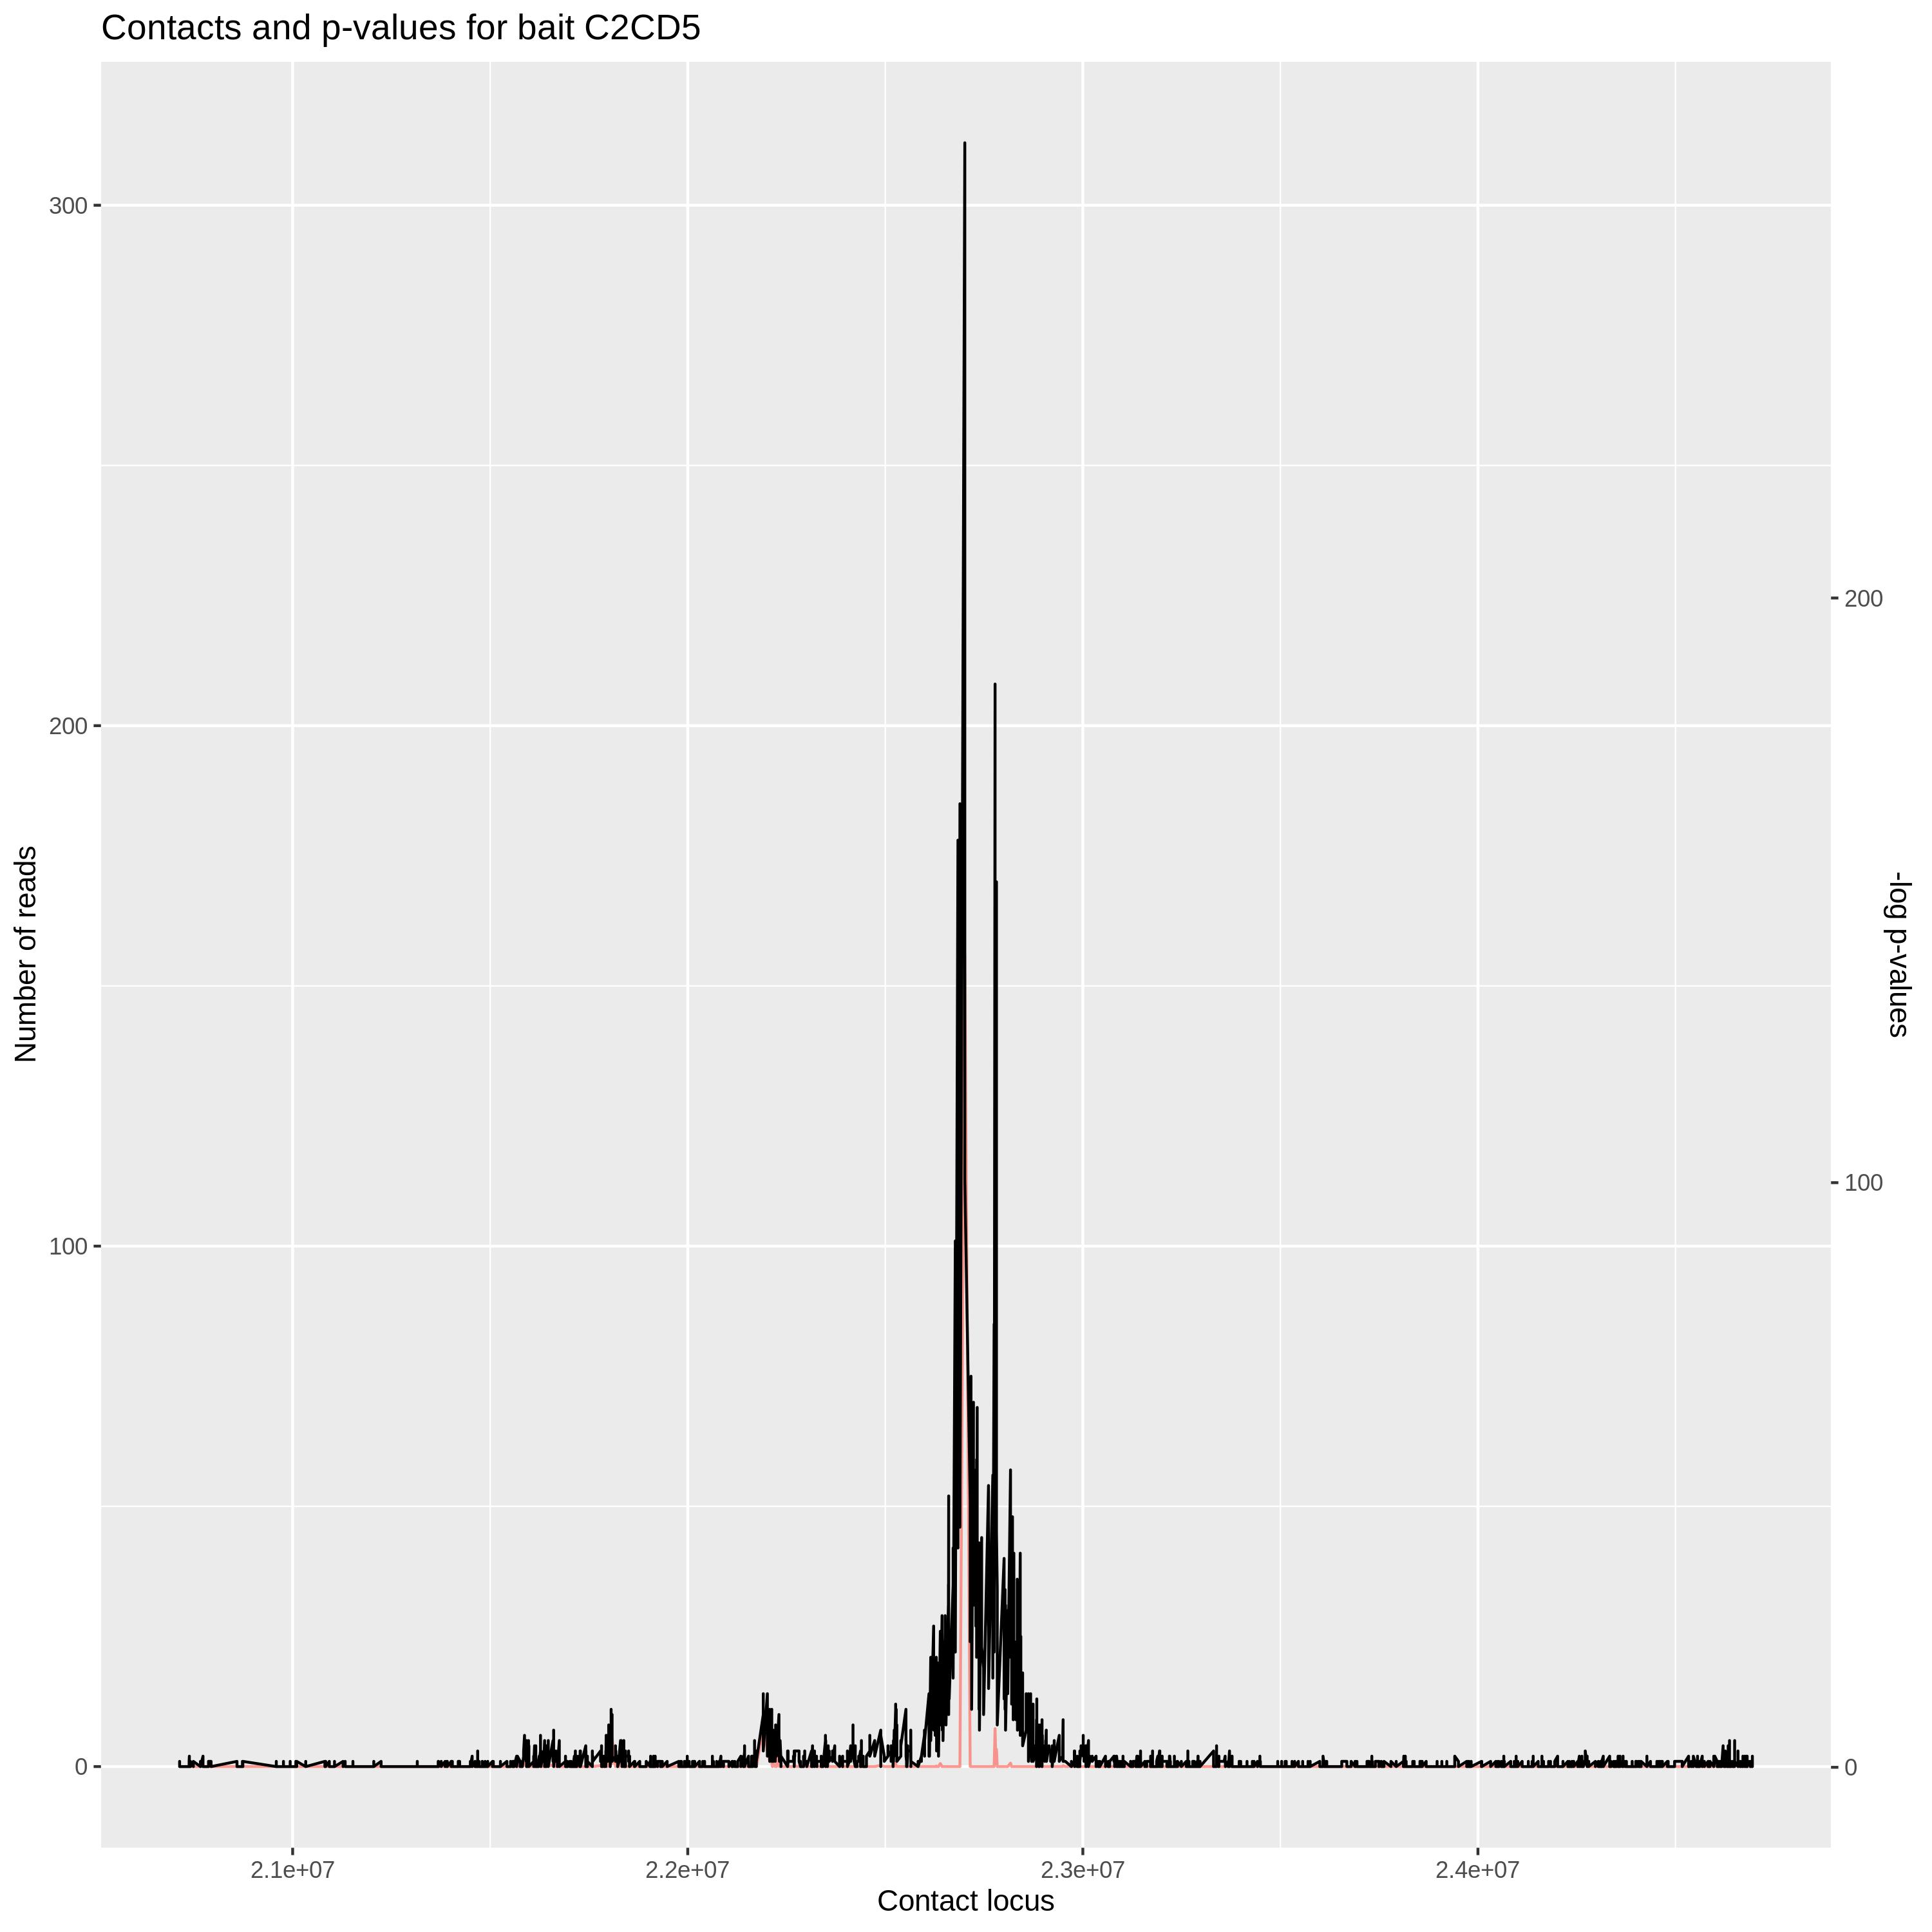 Contacts and p-values for bait C2CD5
300
200
100
0
Number of reads
200
100
0
-log p-values
2.1e+07
2.2e+07
2.3e+07
2.4e+07
Contact locus